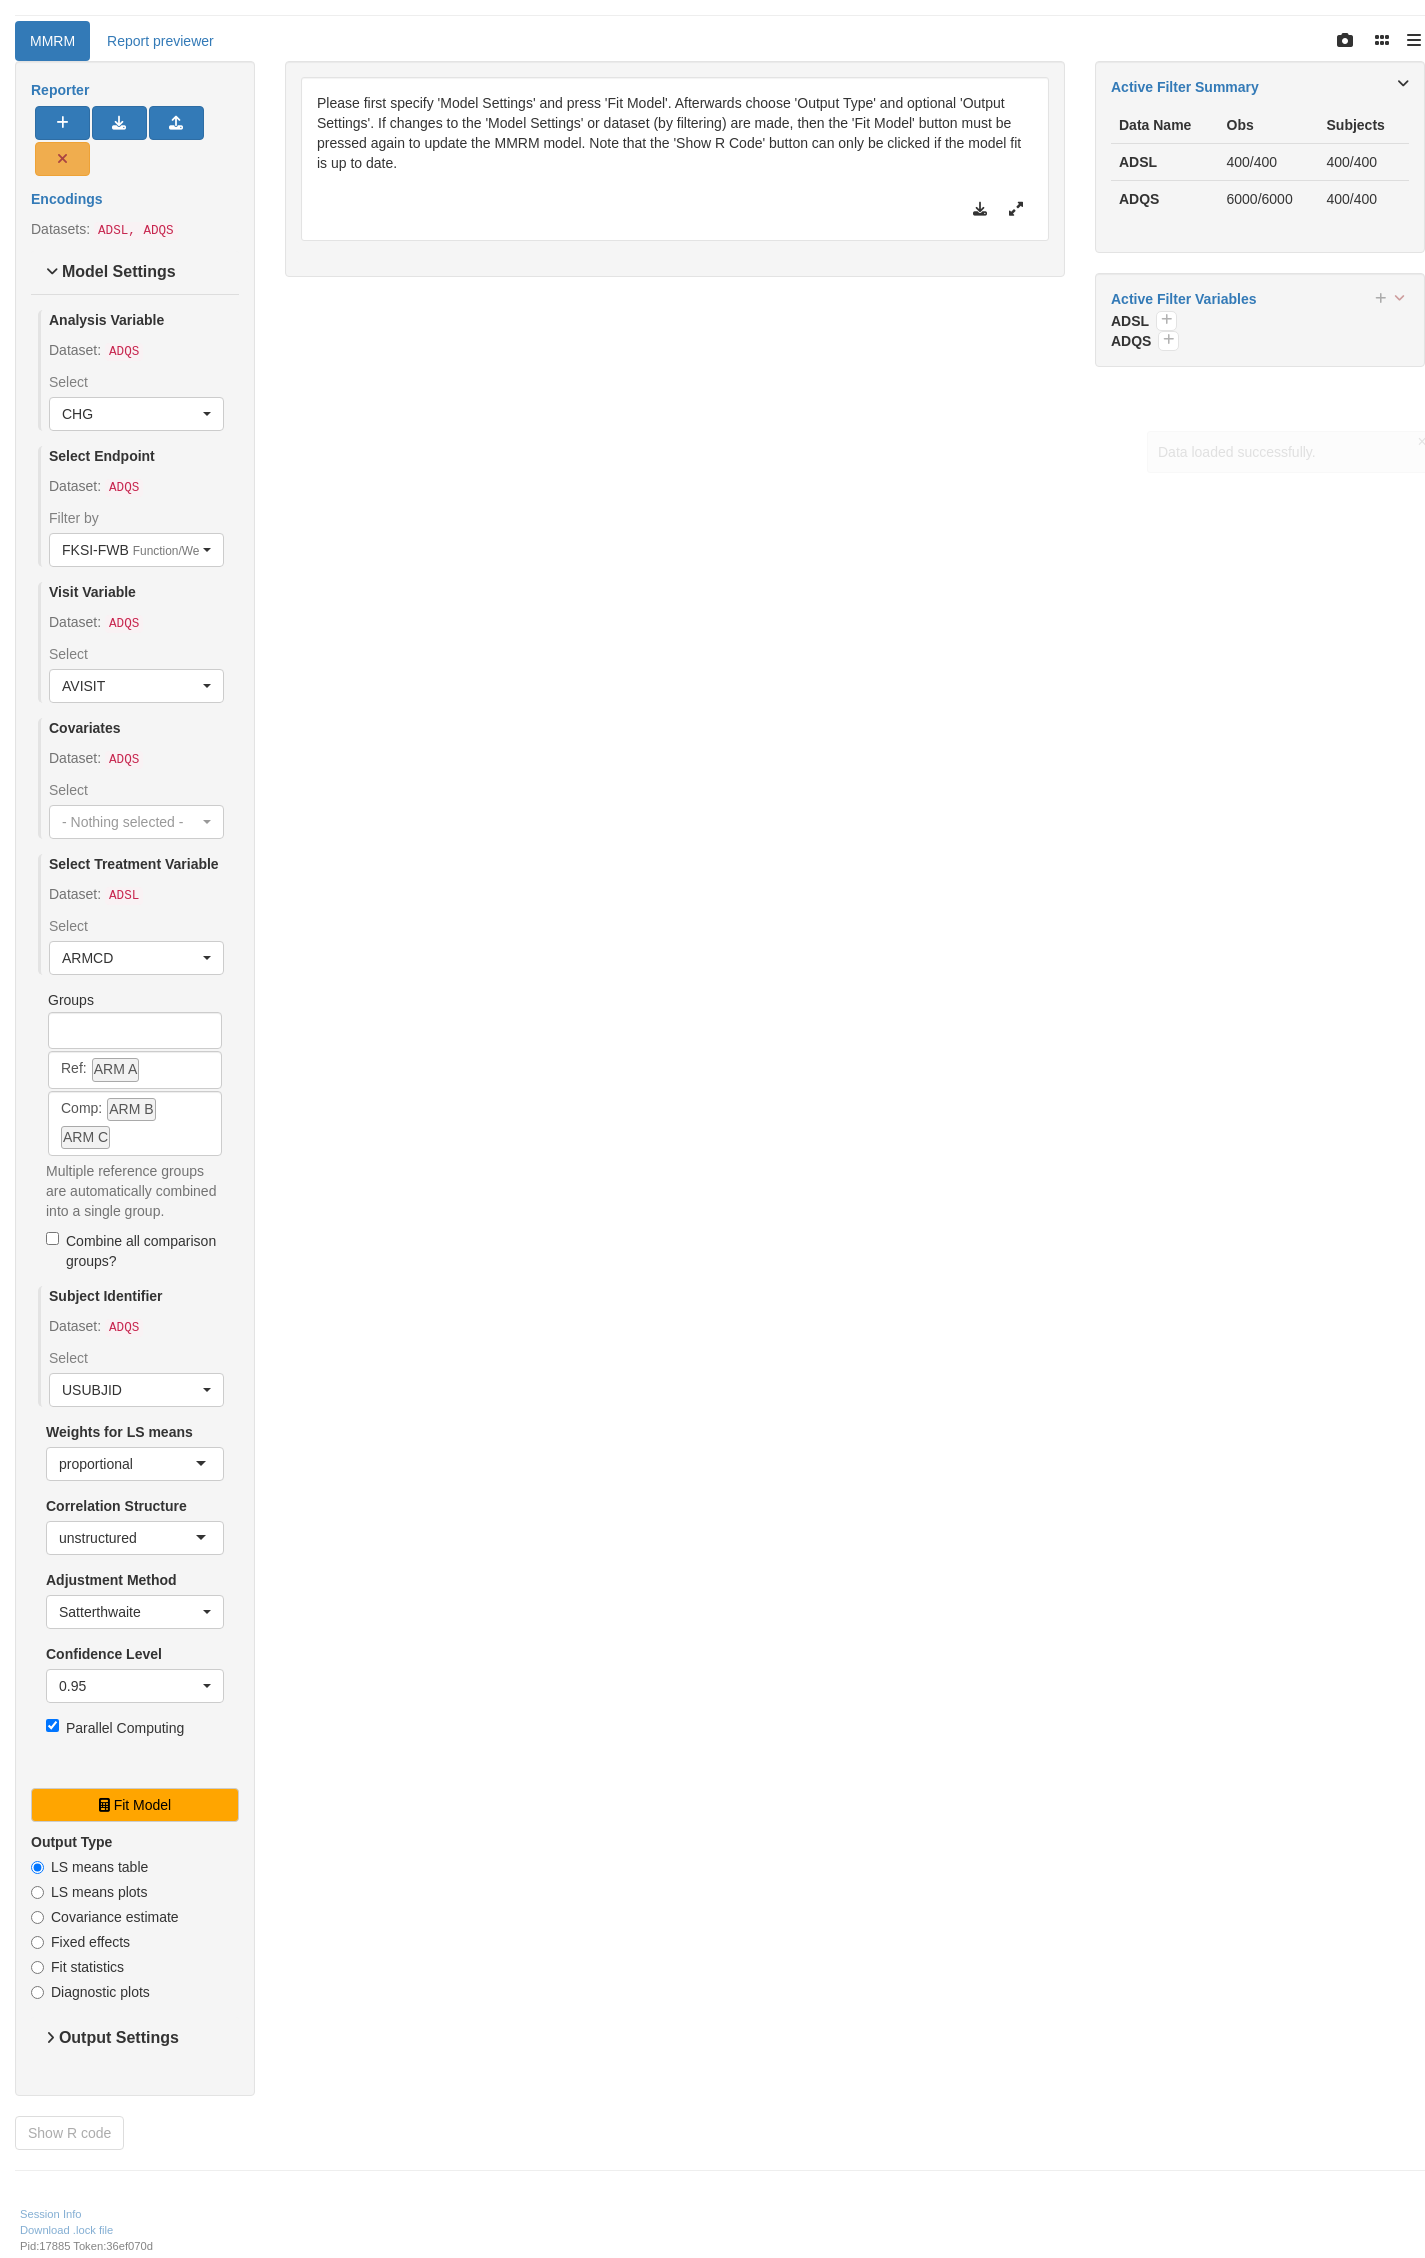 MMRM
Report previewer
Reporter
Encodings
Datasets: ADSL, ADQS
Model Settings
Analysis Variable
Dataset: ADQS
Select
CHG
Select Endpoint
Dataset: ADQS
Filter by
FKSI-FWB Function/We
Visit Variable
Dataset: ADQS
Select
AVISIT
Covariates
Dataset: ADQS
Select
- Nothing selected -
Select Treatment Variable
Dataset: ADSL
Select
ARMCD
Groups
Ref: ARM A
Comp: ARM B
ARM C
Multiple reference groups
are automatically combined
into a single group.
Combine all comparison
groups?
Subject Identifier
Dataset: ADQS
Select
USUBJID
Weights for LS means
proportional
Correlation Structure
unstructured
Adjustment Method
Satterthwaite
Confidence Level
0.95
Parallel Computing
Fit Model
Output Type
LS means table
LS means plots
Covariance estimate
Fixed effects
Fit statistics
Diagnostic plots
Output Settings
Please first specify 'Model Settings' and press 'Fit Model'. Afterwards choose 'Output Type' and optional 'Output
Settings'. If changes to the 'Model Settings' or dataset (by filtering) are made, then the 'Fit Model' button must be
pressed again to update the MMRM model. Note that the 'Show R Code' button can only be clicked if the model fit
is up to date.
Active Filter Summary
Data Name Obs Subjects
ADSL 400/400 400/400
ADQS 6000/6000 400/400
Active Filter Variables
ADSL
ADQS
Data loaded successfully.
Show R code
Session Info
Download .lock file
Pid:17885 Token:36ef070d